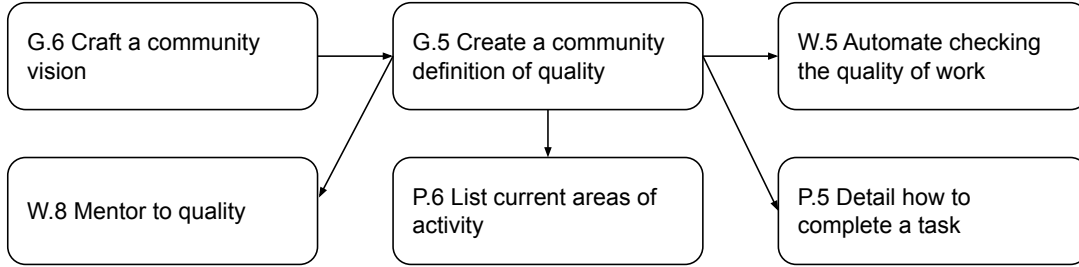 G.6 Craft a community
vision
G.5 Create a community
definition of quality
W.5 Automate checking
the quality of work
W.8 Mentor to quality
P.6 List current areas of
activity
P.5 Detail how to
complete a task